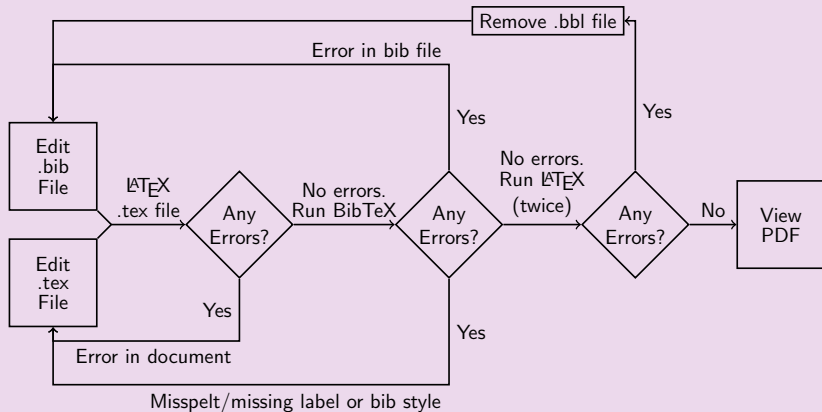 Remove .bbl file
Error in bib file
Yes
Yes
Edit
.bib
File
LATEX
.tex file
Any
Errors?
No errors.
Run BibTeX
Any
Errors?
No errors.
Run LATEX
(twice)
Any
Errors?
No
View
PDF
Edit
.tex
File
Yes
Error in document
Yes
Misspelt/missing label or bib style